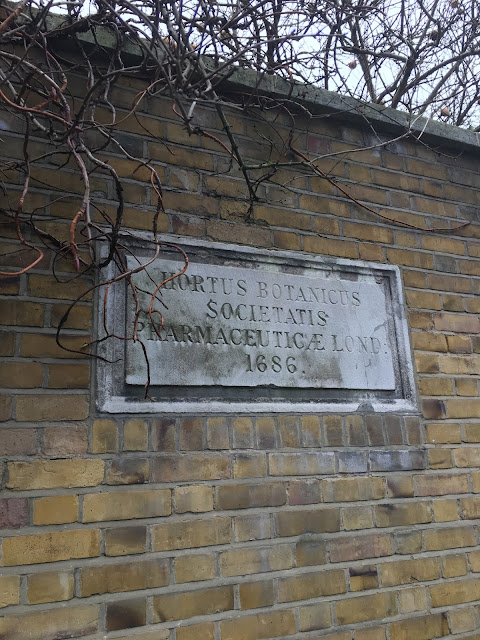 HORTUS BOTANICUS
SOCIETATIS
PHARMACEUTICÆ LOND.
1686.